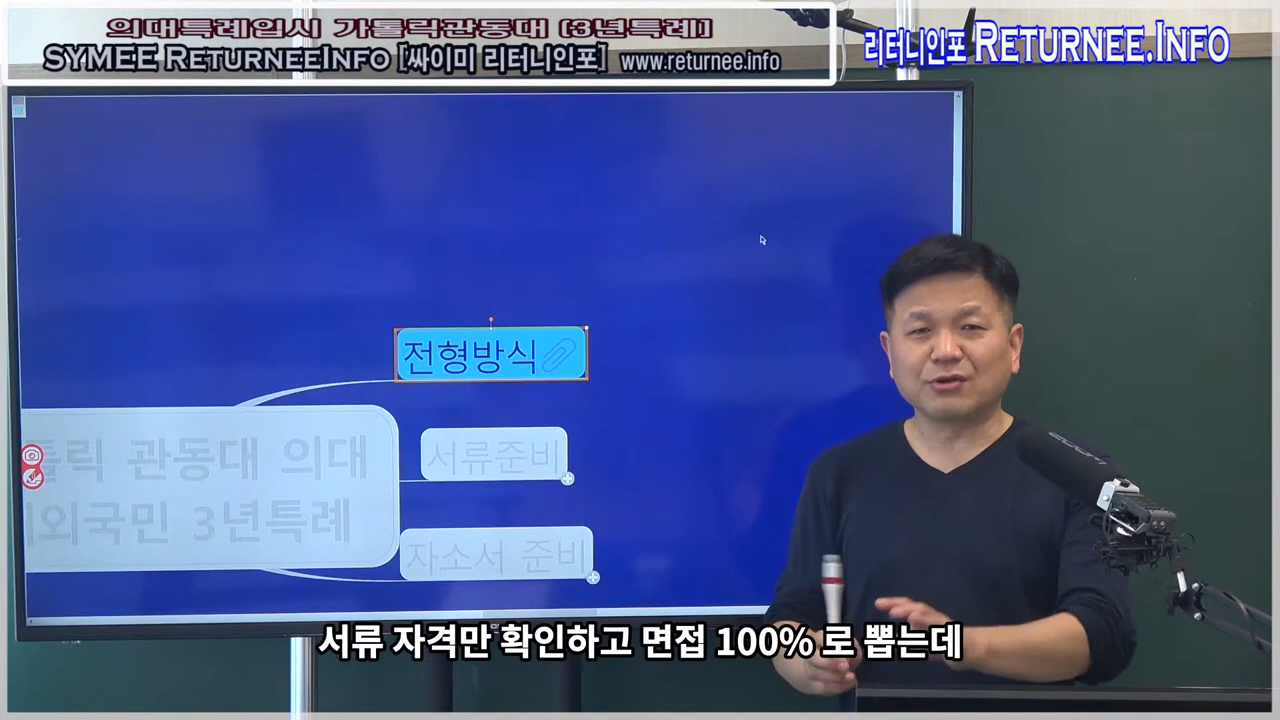 의대특례입시 가톨릭관동대 [3년특례]
SYMEE ReturneeInfo [싸이미 리터니인포] www.returnee.info
리터니인포 Returnee.Info
전형방식
톨릭 관동대 의대
외국민 3년특례
서류준비
자소서 준비
서류 자격만 확인하고 면접 100% 로 뽑는데